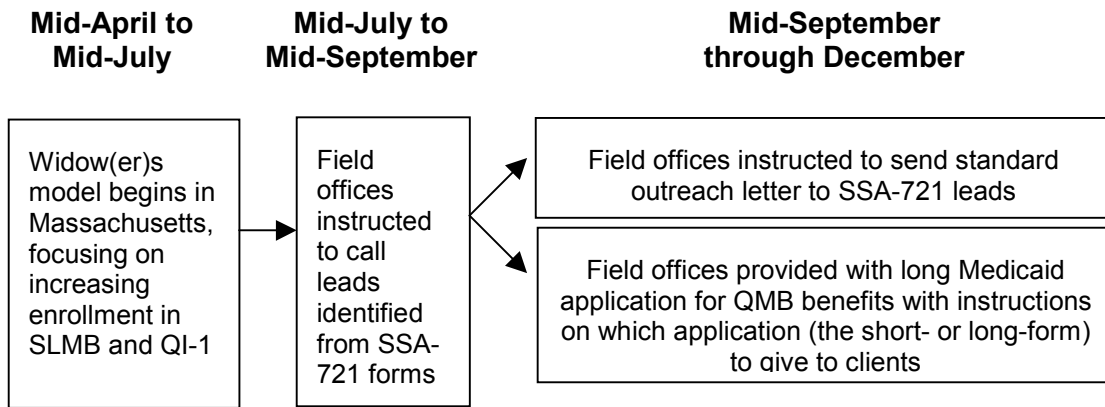 Mid-April to
Mid-July
Mid-July to
Mid-September
Mid-September
through December
Widow(er)s
model begins in
Massachusetts,
focusing on
increasing
enrollment in
SLMB and QI-1
Field
offices
instructed
to call
leads
identified
from SSA-
721 forms
Field offices instructed to send standard
outreach letter to SSA-721 leads
Field offices provided with long Medicaid
application for QMB benefits with instructions
on which application (the short- or long-form)
to give to clients